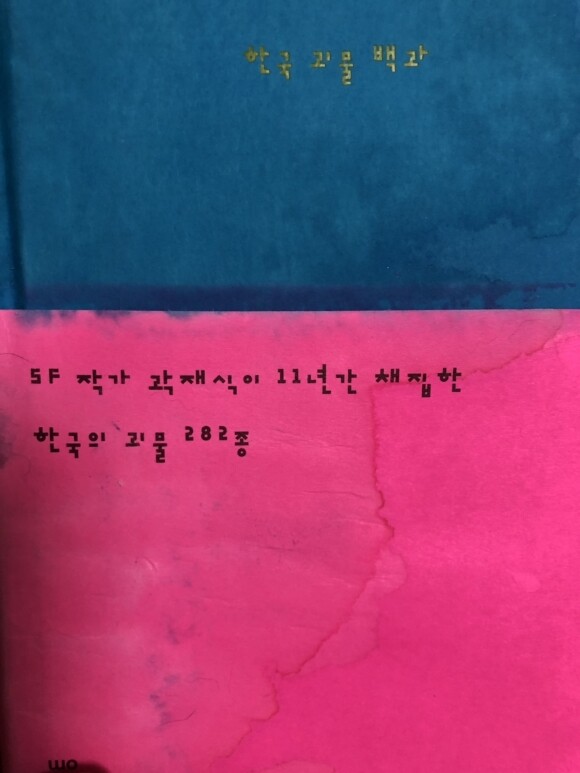 한국 괴물 백과
SF 작가 곽재식이 11년간 채집한
한국의 괴물 282종